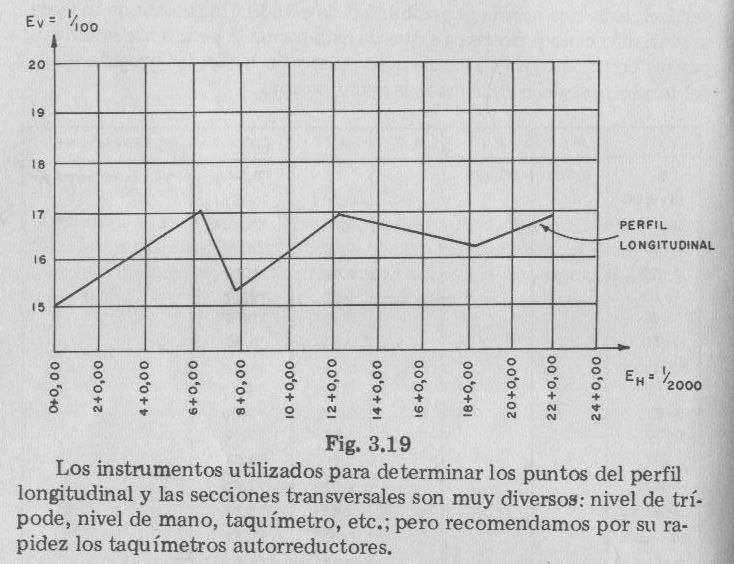 Ev = 1/100
20
19
18
17
16
15
PERFIL
LONGITUDINAL
0+0,00
2+0,00
4+0,00
6+0,00
8+0,00
10+0,00
12+0,00
14+0,00
16+0,00
18+0,00
20+0,00
22+0,00
24+0,00
EH = 1/2000
Fig. 3.19
Los instrumentos utilizados para determinar los puntos del perfil
longitudinal y las secciones transversales son muy diversos: nivel de trí-
pode, nivel de mano, taquímetro, etc.; pero recomendamos por su ra-
pidez los taquímetros autorreductores.